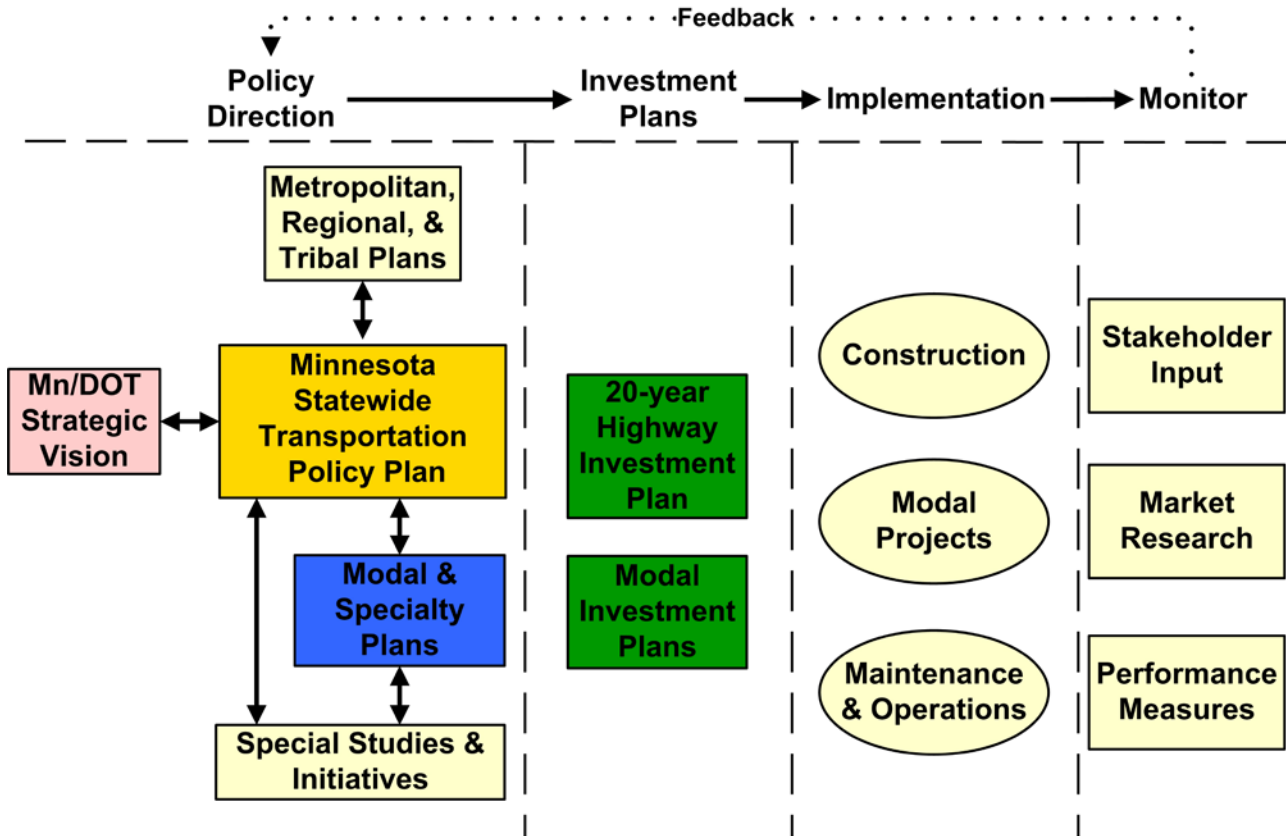 Feedback
Policy
Direction
Investment
Plans
Implementation
Monitor
Metropolitan,
Regional, &
Tribal Plans
Mn/DOT
Strategic
Vision
Minnesota
Statewide
Transportation
Policy Plan
Modal &
Specialty
Plans
Special Studies &
Initiatives
20-year
Highway
Investment
Plan
Modal
Investment
Plans
Construction
Modal
Projects
Maintenance
& Operations
Stakeholder
Input
Market
Research
Performance
Measures